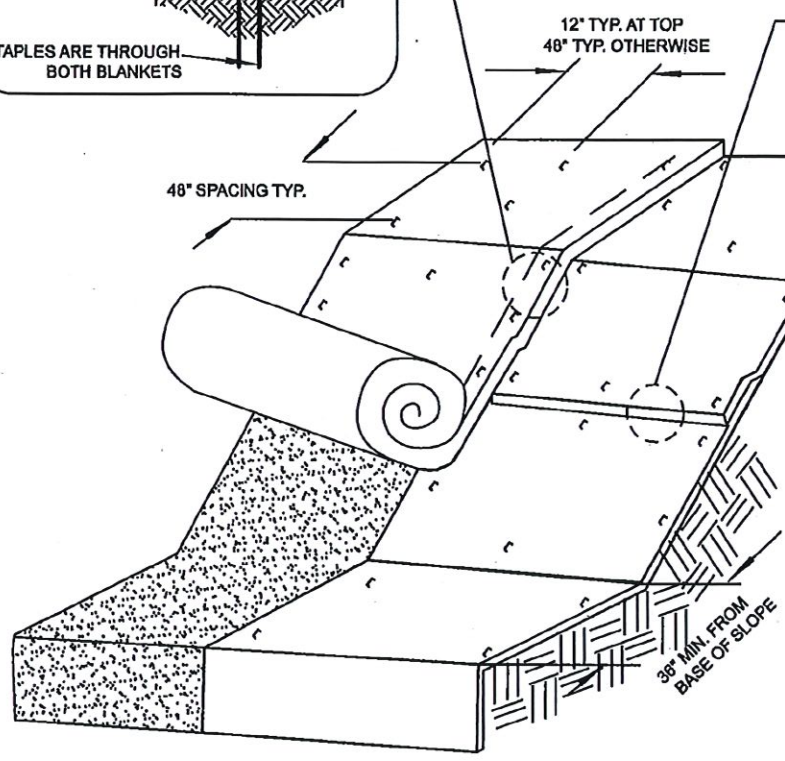 TAPLES ARE THROUGH
BOTH BLANKETS
12" TYP. AT TOP
48" TYP. OTHERWISE
48" SPACING TYP.
36" MIN. FROM
BASE OF SLOPE